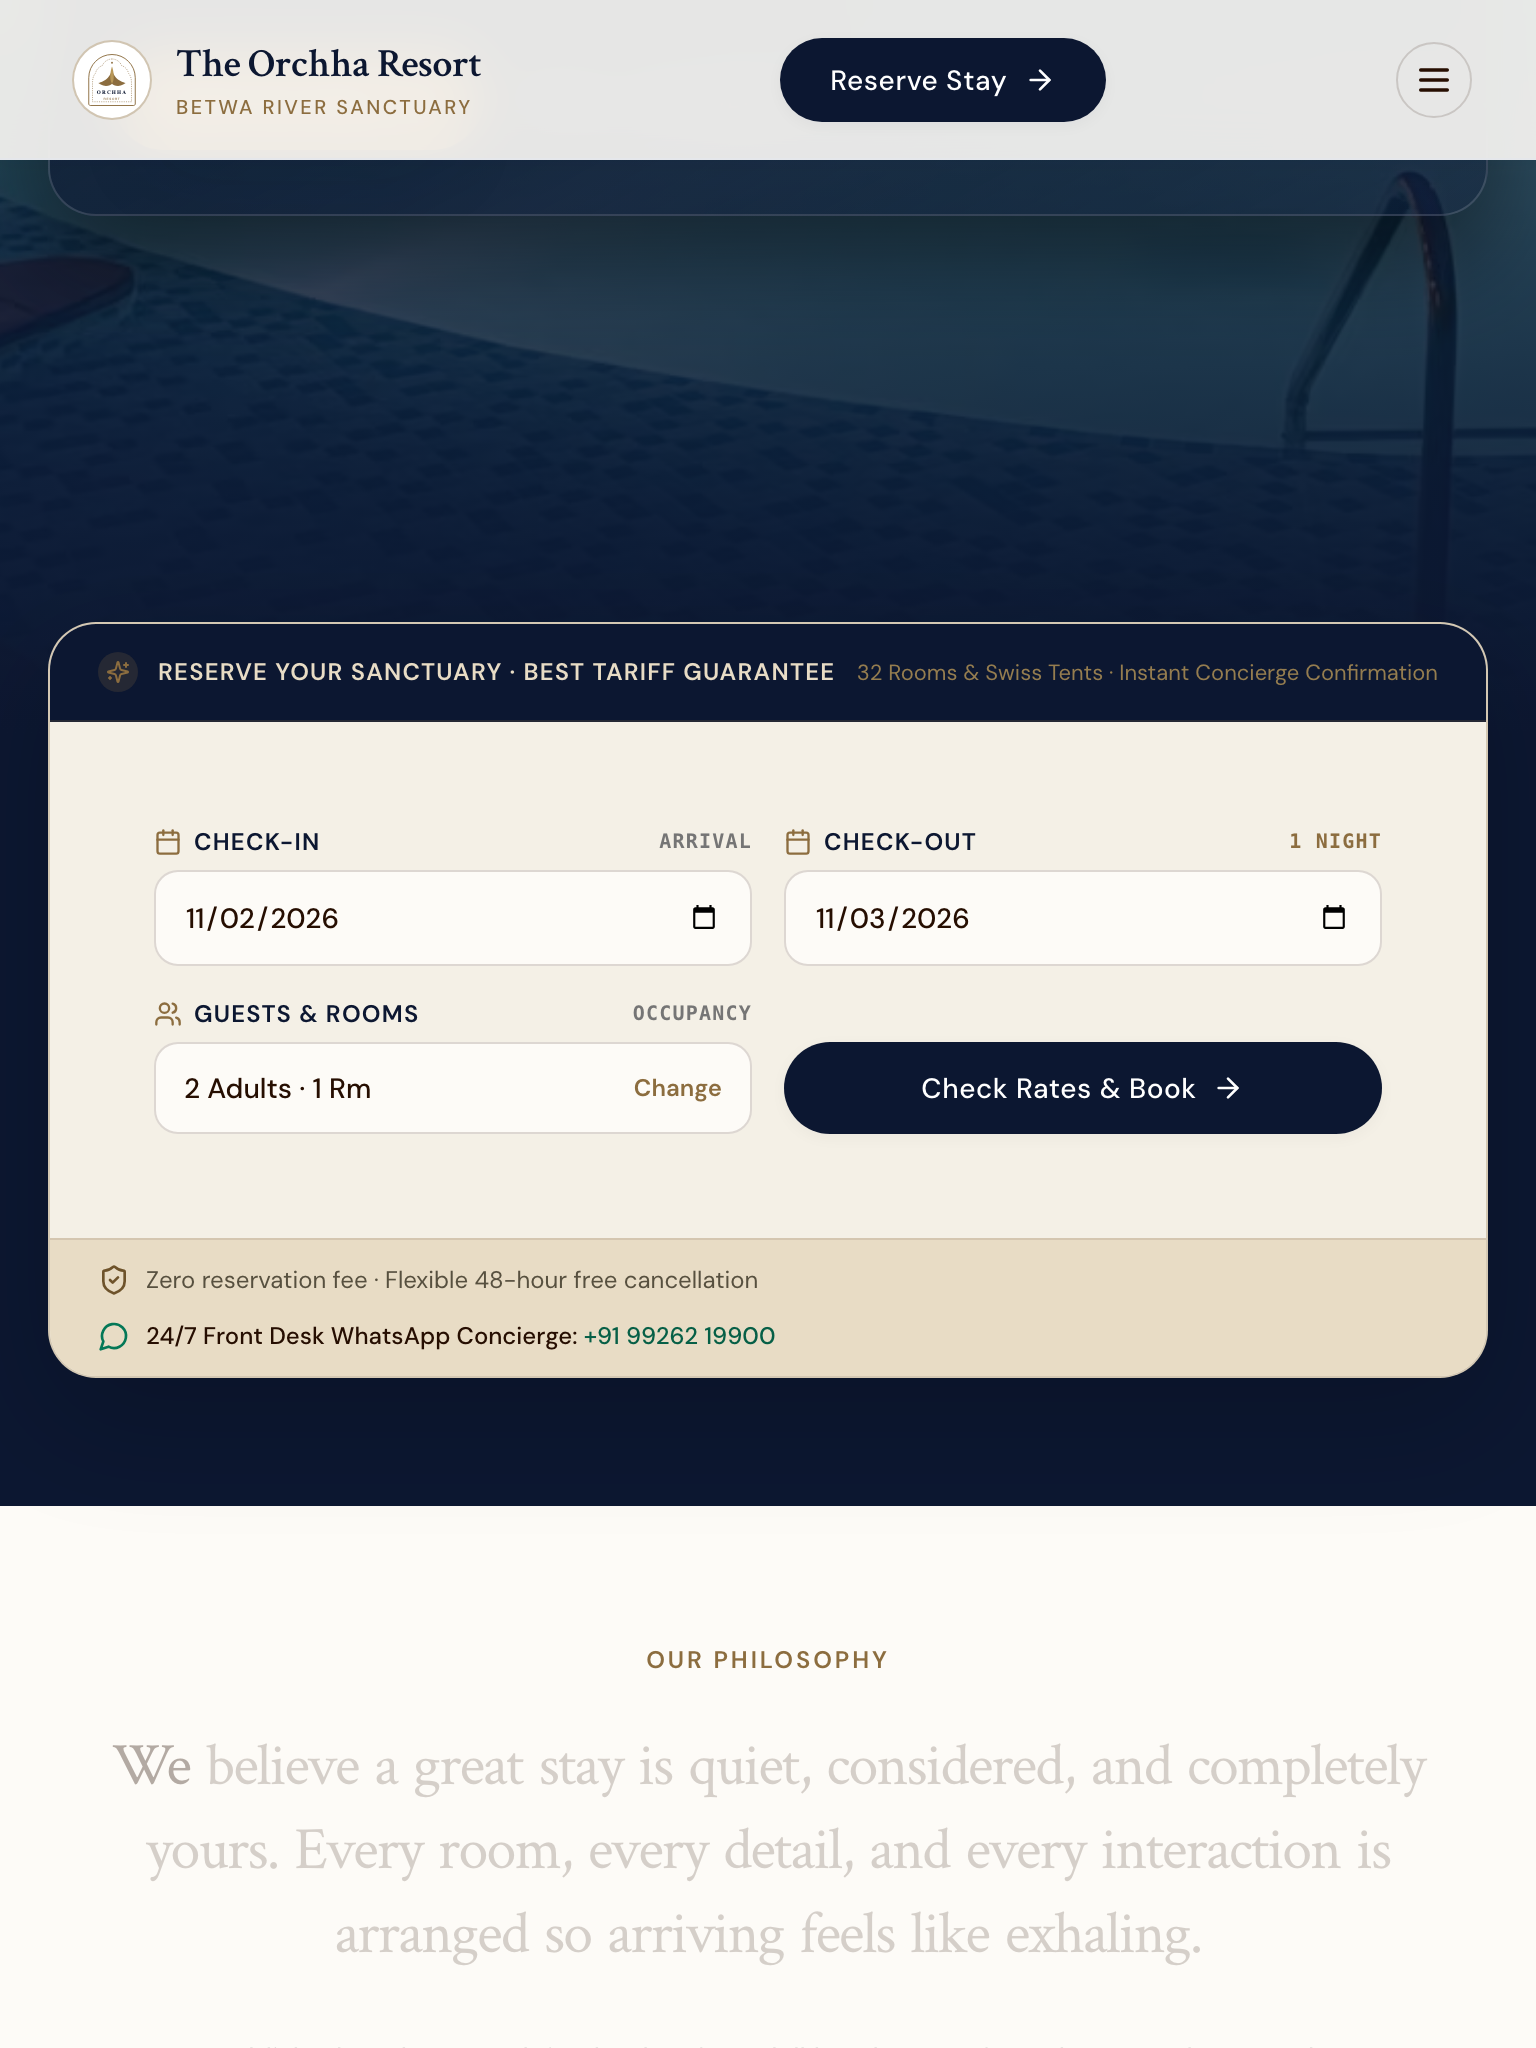 The Orchha Resort
BETWA RIVER SANCTUARY
ORCHHA
Reserve Stay
RESERVE YOUR SANCTUARY · BEST TARIFF GUARANTEE
32 Rooms & Swiss Tents · Instant Concierge Confirmation
CHECK-IN ARRIVAL
11/02/2026
CHECK-OUT 1 NIGHT
11/03/2026
GUESTS & ROOMS OCCUPANCY
2 Adults · 1 Rm Change
Check Rates & Book
Zero reservation fee · Flexible 48-hour free cancellation
24/7 Front Desk WhatsApp Concierge: +91 99262 19900
OUR PHILOSOPHY
We believe a great stay is quiet, considered, and completely
yours. Every room, every detail, and every interaction is
arranged so arriving feels like exhaling.